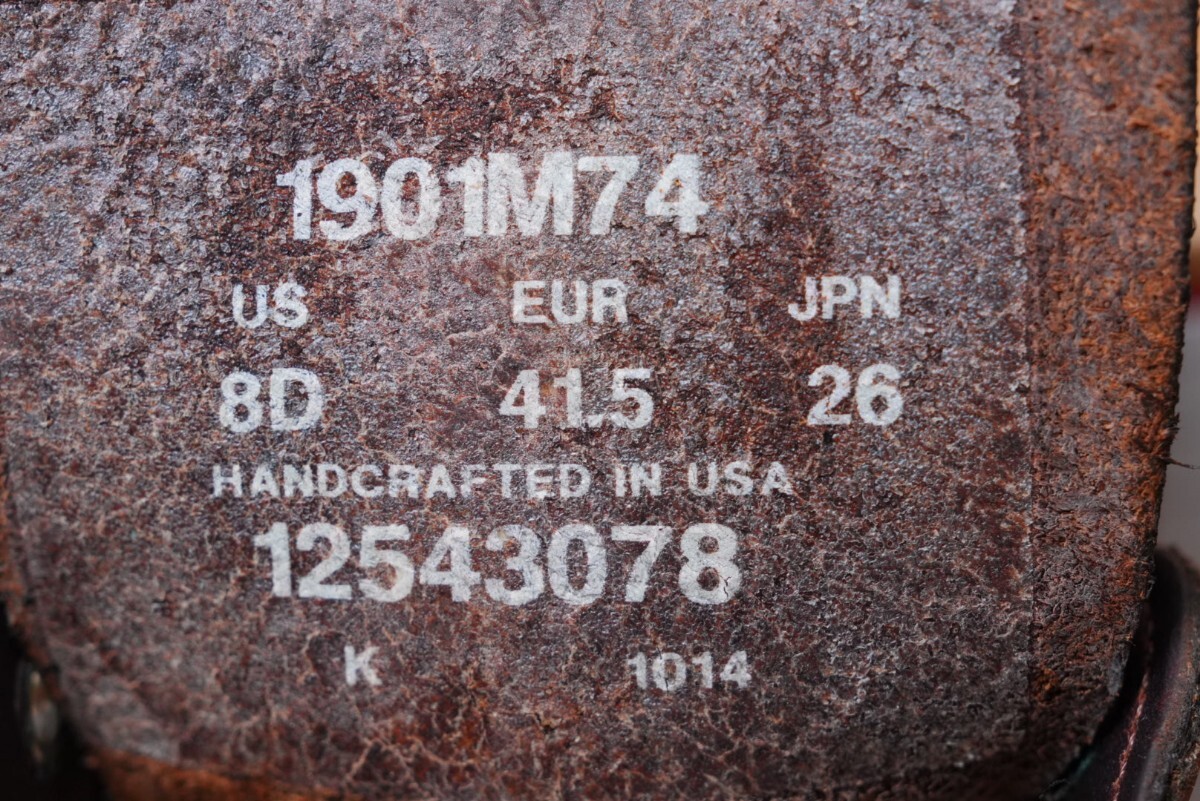 1901M74
US EUR JPN
8D 41.5 26
HANDCRAFTED IN USA
12543078
K 1014